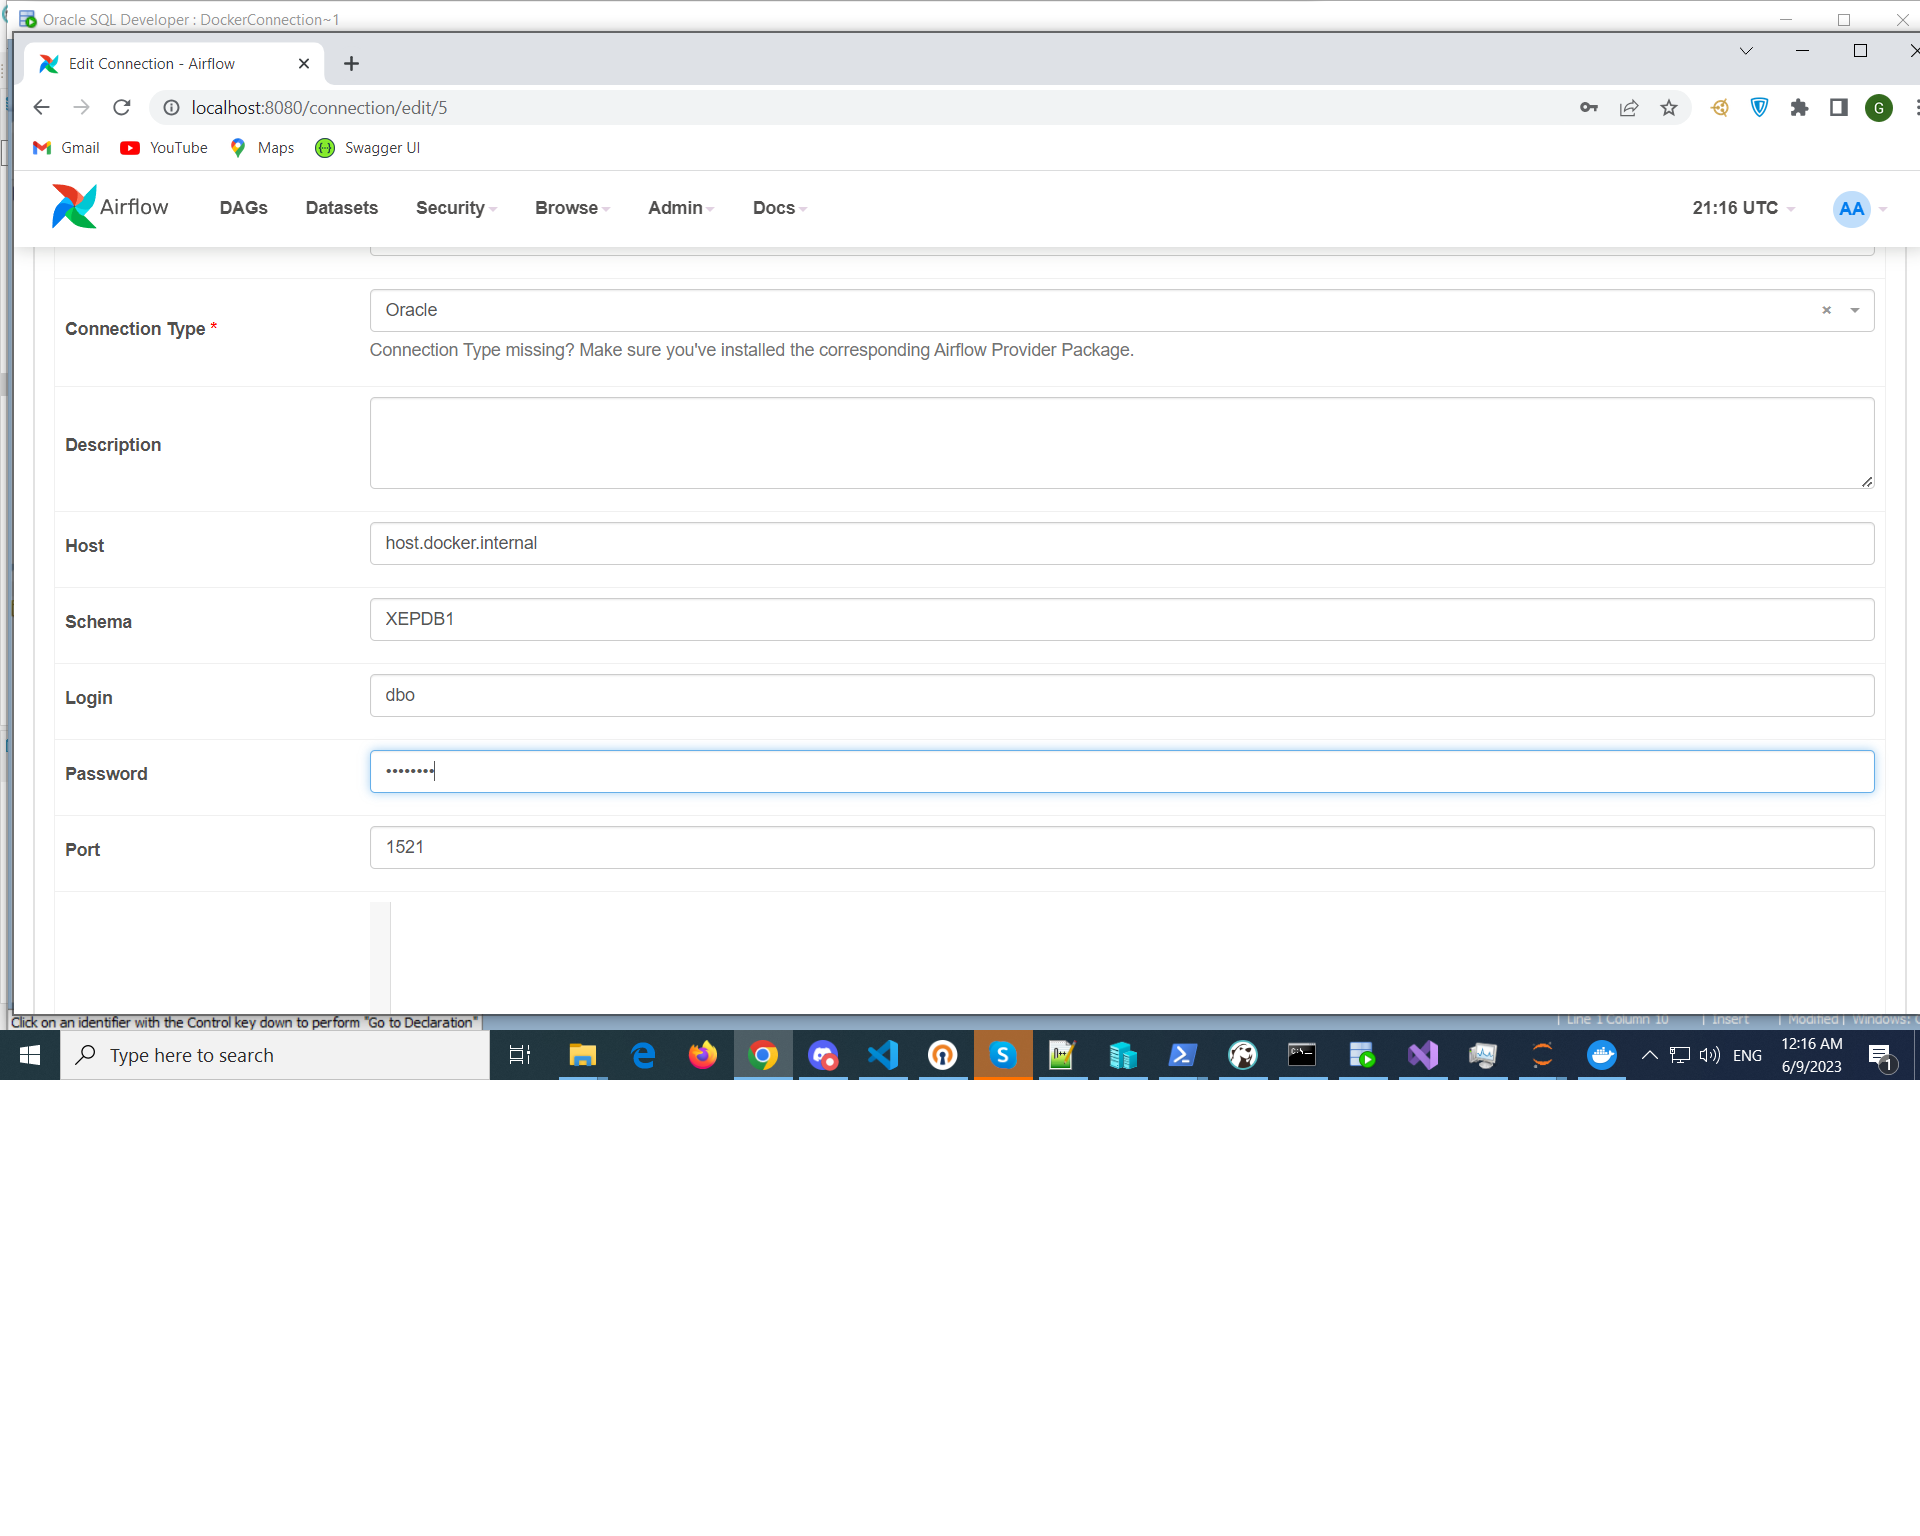 Oracle SQL Developer : DockerConnection~1
Edit Connection - Airflow
localhost:8080/connection/edit/5
G
Gmail
YouTube
Maps
Swagger UI
Airflow
DAGs
Datasets
Security
Browse
Admin
Docs
21:16 UTC
AA
Connection Type *
Oracle
Connection Type missing? Make sure you've installed the corresponding Airflow Provider Package.
Description
Host
host.docker.internal
Schema
XEPDB1
Login
dbo
Password
••••••••
Port
1521
Click on an identifier with the Control key down to perform "Go to Declaration"
| Line 1 Column 10
| Insert
| Modified
| Windows:
Type here to search
ENG
12:16 AM
6/9/2023
1